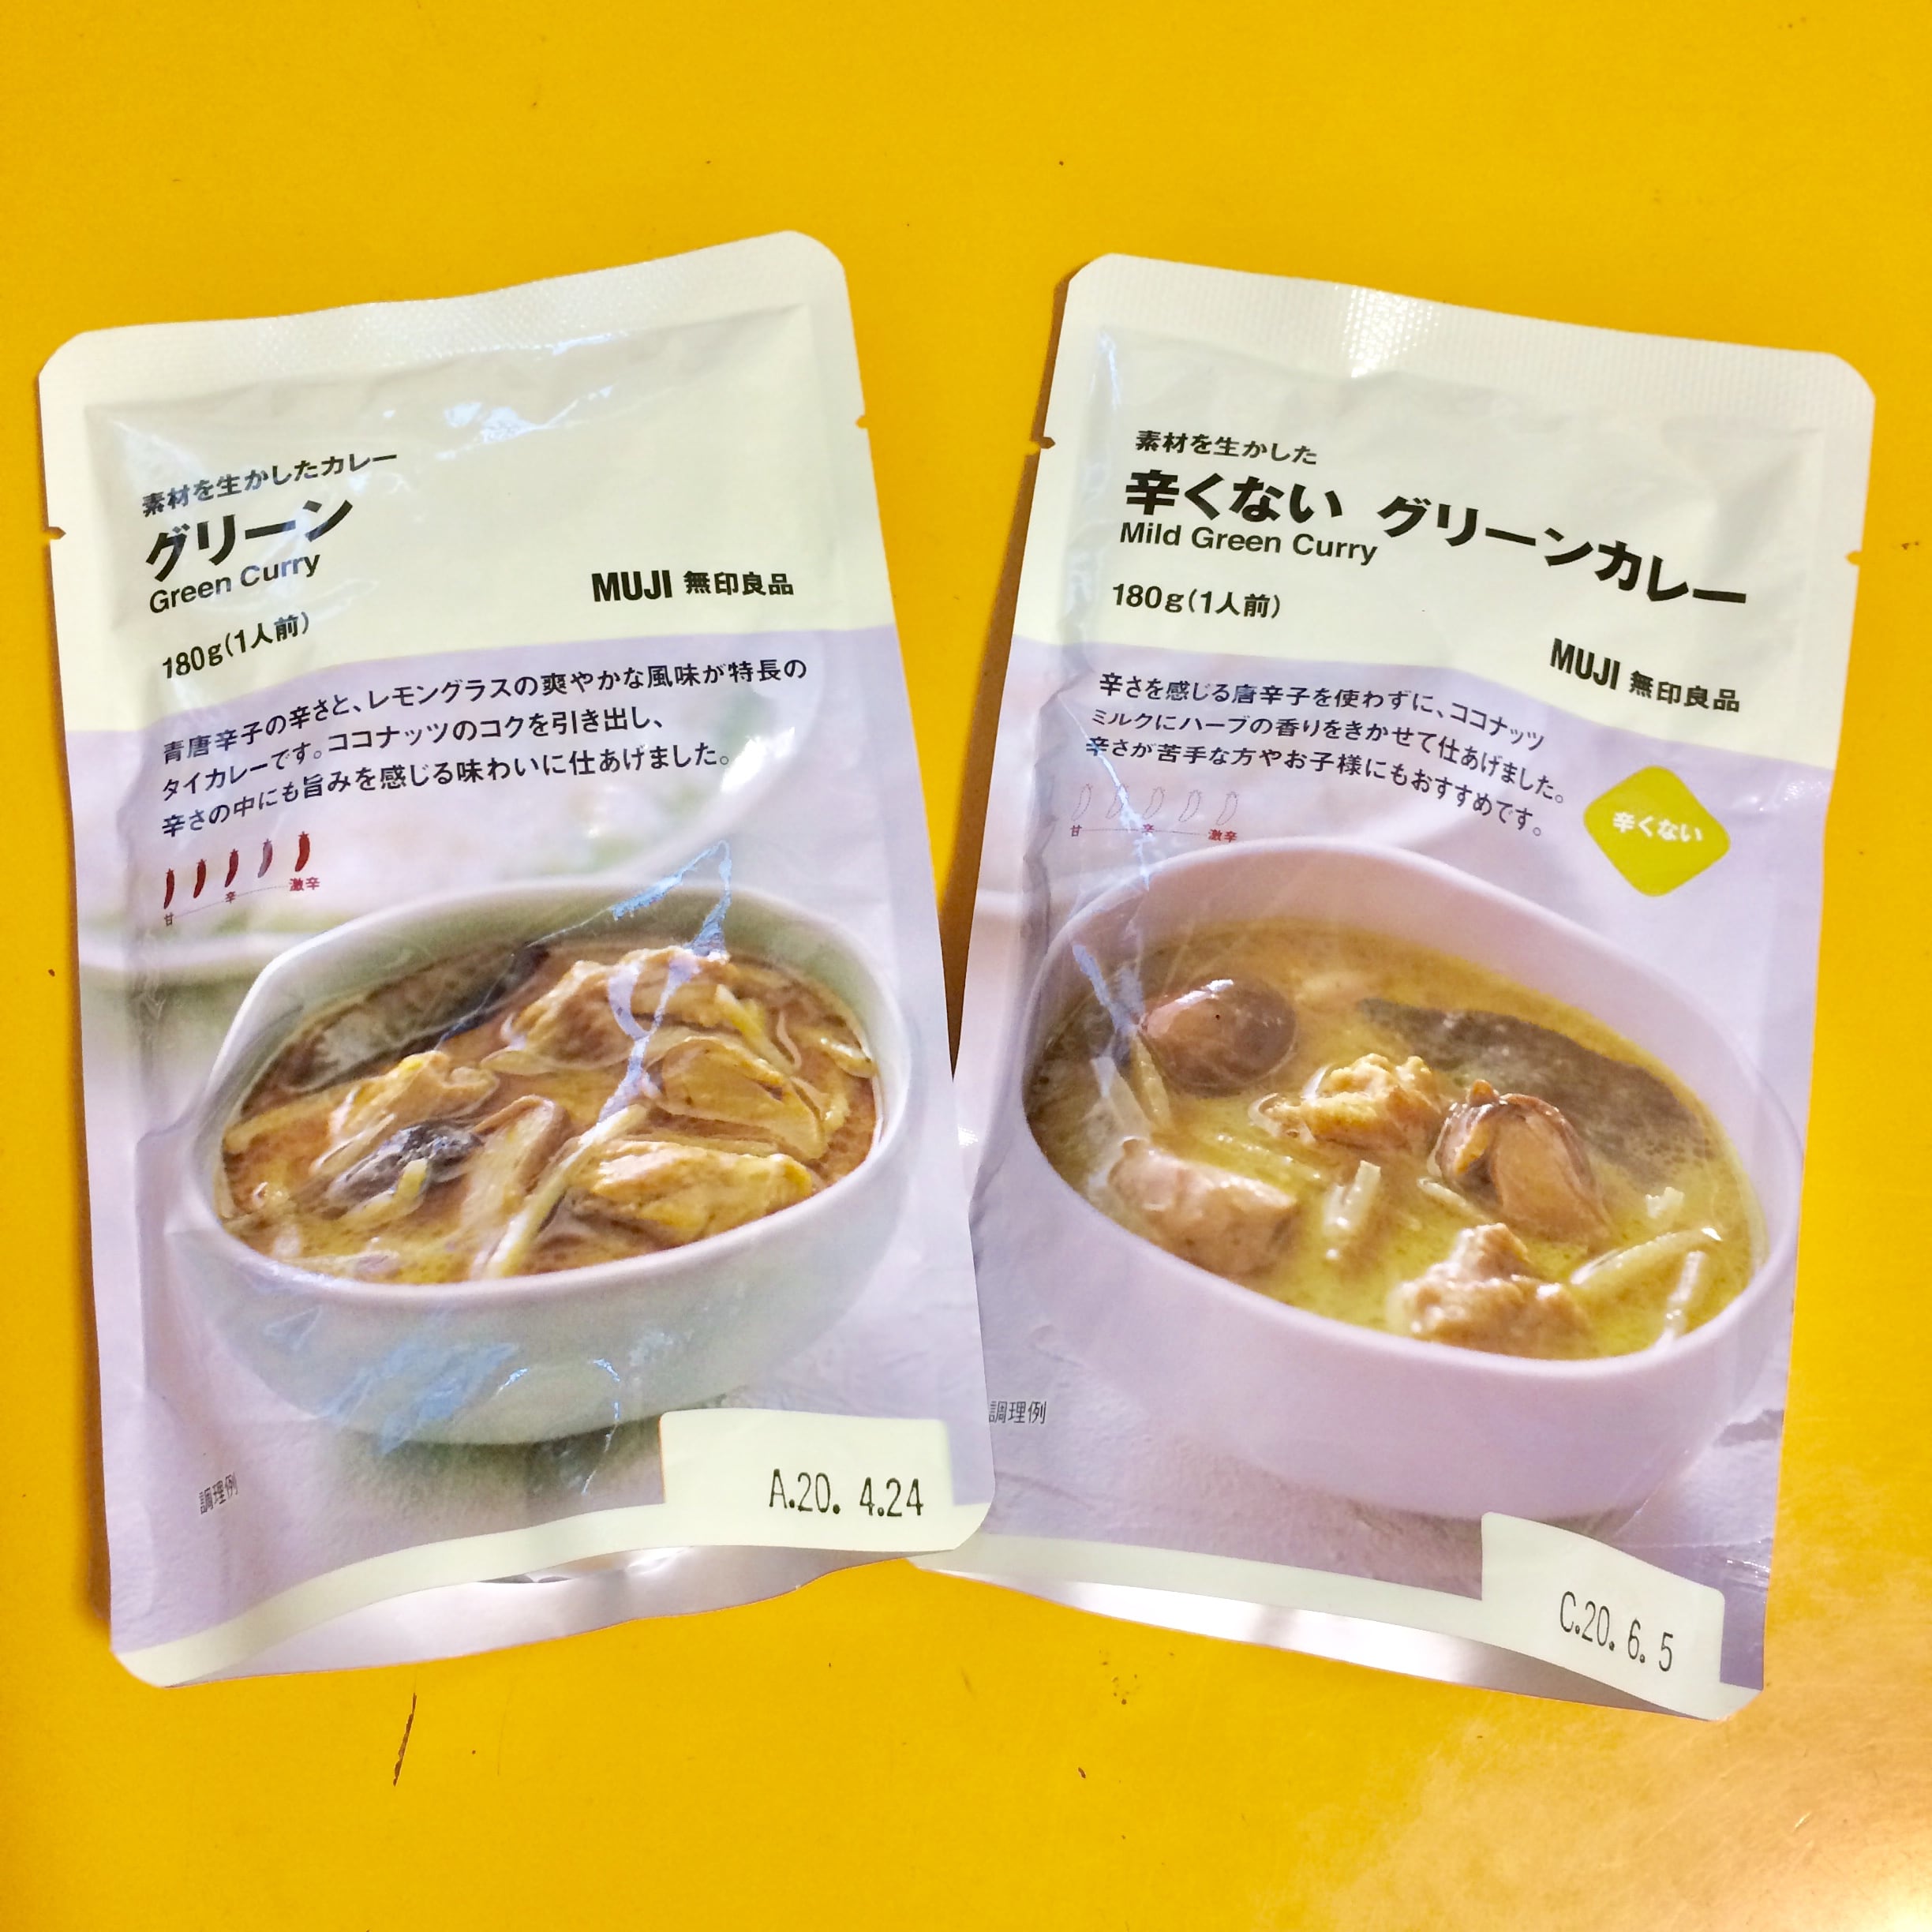 素材を生かしたカレー
グリーン
Green Curry
180g(1人前)
MUJI 無印良品
青唐辛子の辛さと、レモングラスの爽やかな風味が特長の
タイカレーです。ココナッツのコクを引き出し、
辛さの中にも旨みを感じる味わいに仕あげました。
甘 辛 激辛
調理例
A.20. 4.24
素材を生かした
辛くない グリーンカレー
Mild Green Curry
180g(1人前)
MUJI 無印良品
辛さを感じる唐辛子を使わずに、ココナッツ
ミルクにハーブの香りをきかせて仕あげました。
辛さが苦手な方やお子様にもおすすめです。
甘 辛 激辛
辛くない
調理例
C.20. 6. 5